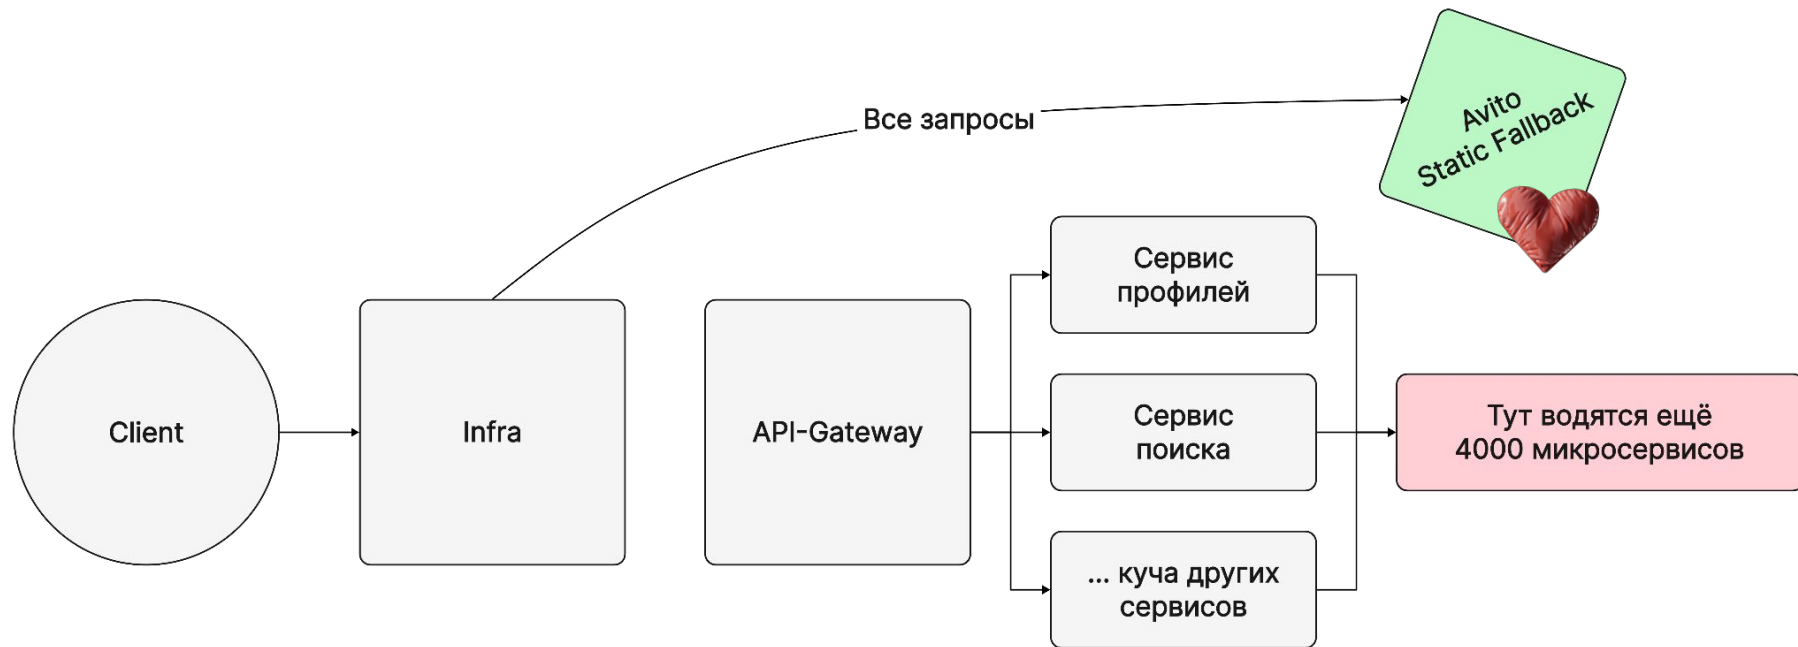 Все запросы
Avito
Static Fallback
Client
Infra
API-Gateway
Сервис
профилей
Сервис
поиска
... куча других
сервисов
Тут водятся ещё
4000 микросервисов